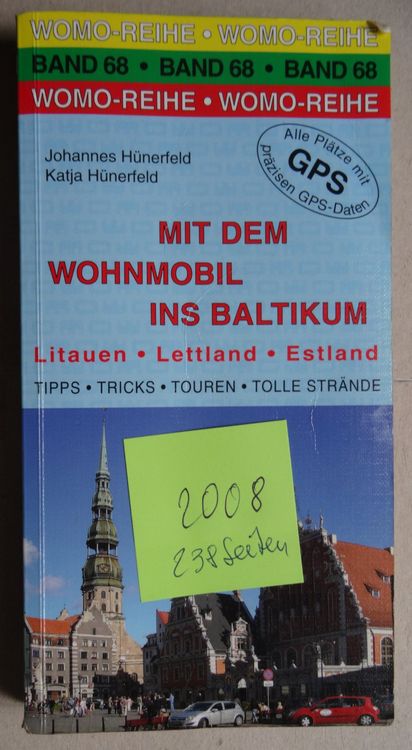 WOMO-REIHE • WOMO-REIHE
BAND 68 • BAND 68 • BAND 68
WOMO-REIHE • WOMO-REIHE
Johannes Hünerfeld
Katja Hünerfeld
Alle Plätze mit
GPS
präzisen GPS-Daten
MIT DEM
WOHNMOBIL
INS BALTIKUM
Litauen • Lettland • Estland
TIPPS • TRICKS • TOUREN • TOLLE STRÄNDE
2008
238 Seiten